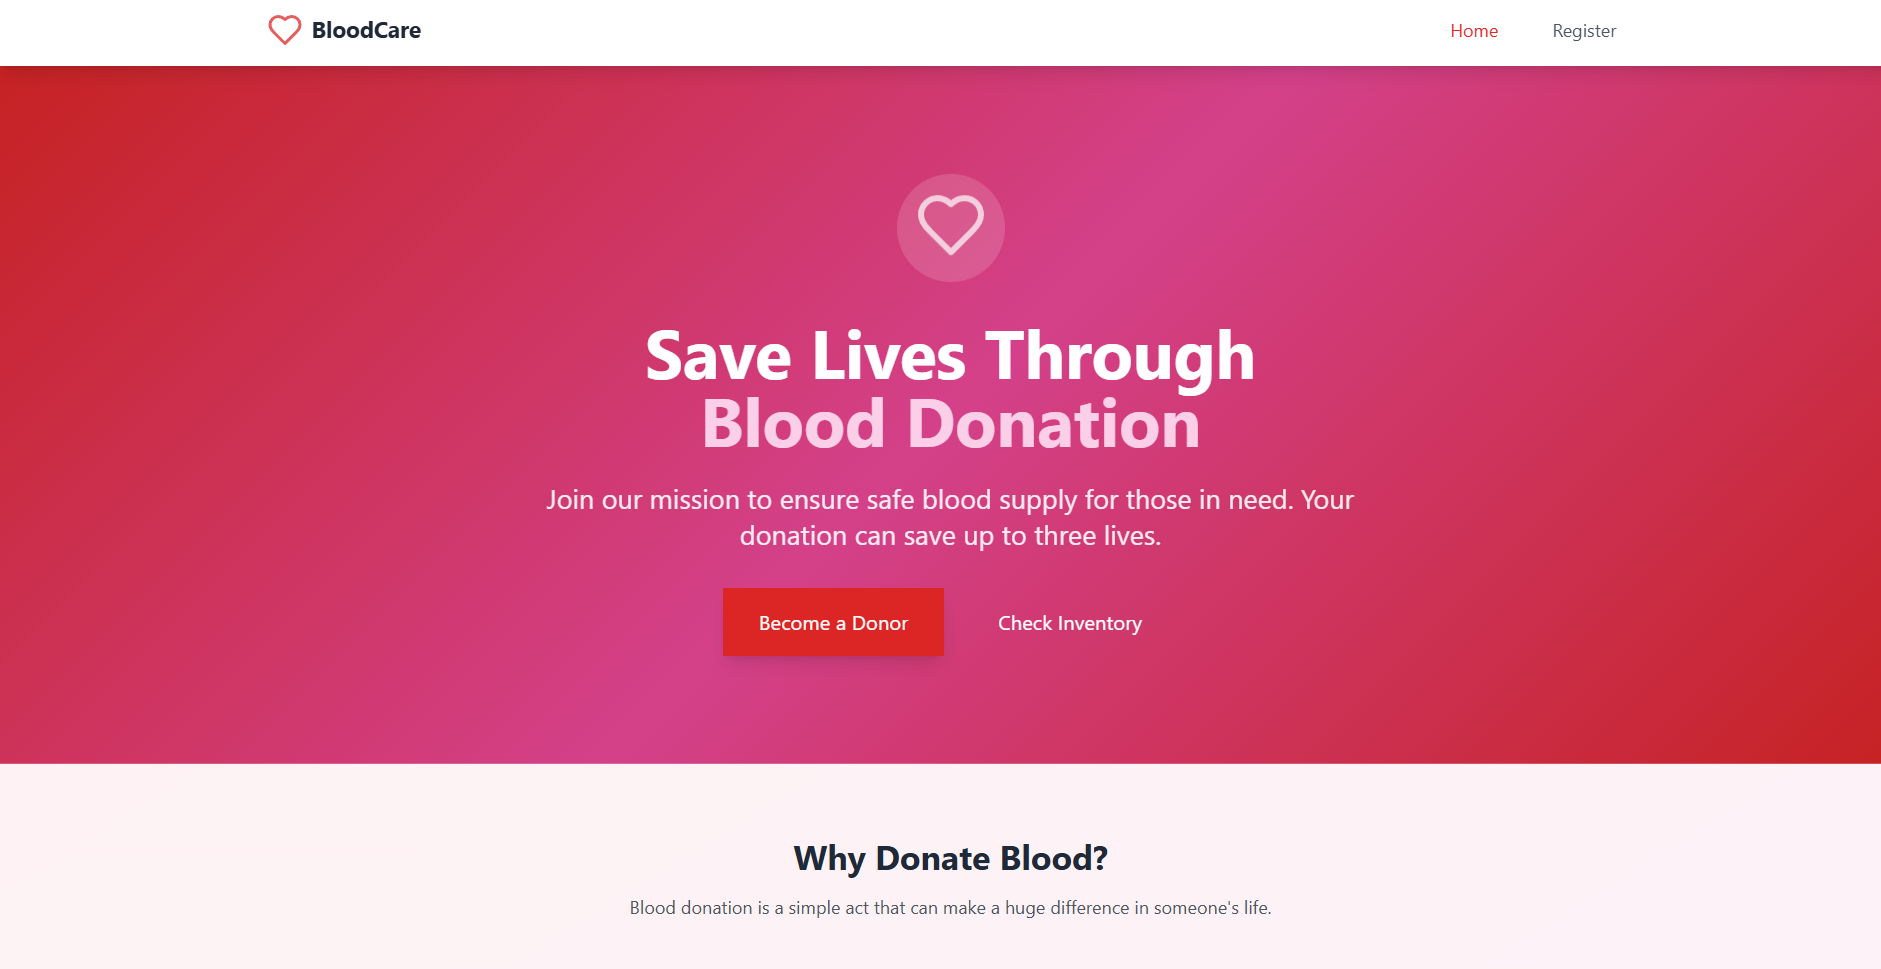 BloodCare
Home
Register
Save Lives Through
Blood Donation
Join our mission to ensure safe blood supply for those in need. Your
donation can save up to three lives.
Become a Donor
Check Inventory
Why Donate Blood?
Blood donation is a simple act that can make a huge difference in someone's life.